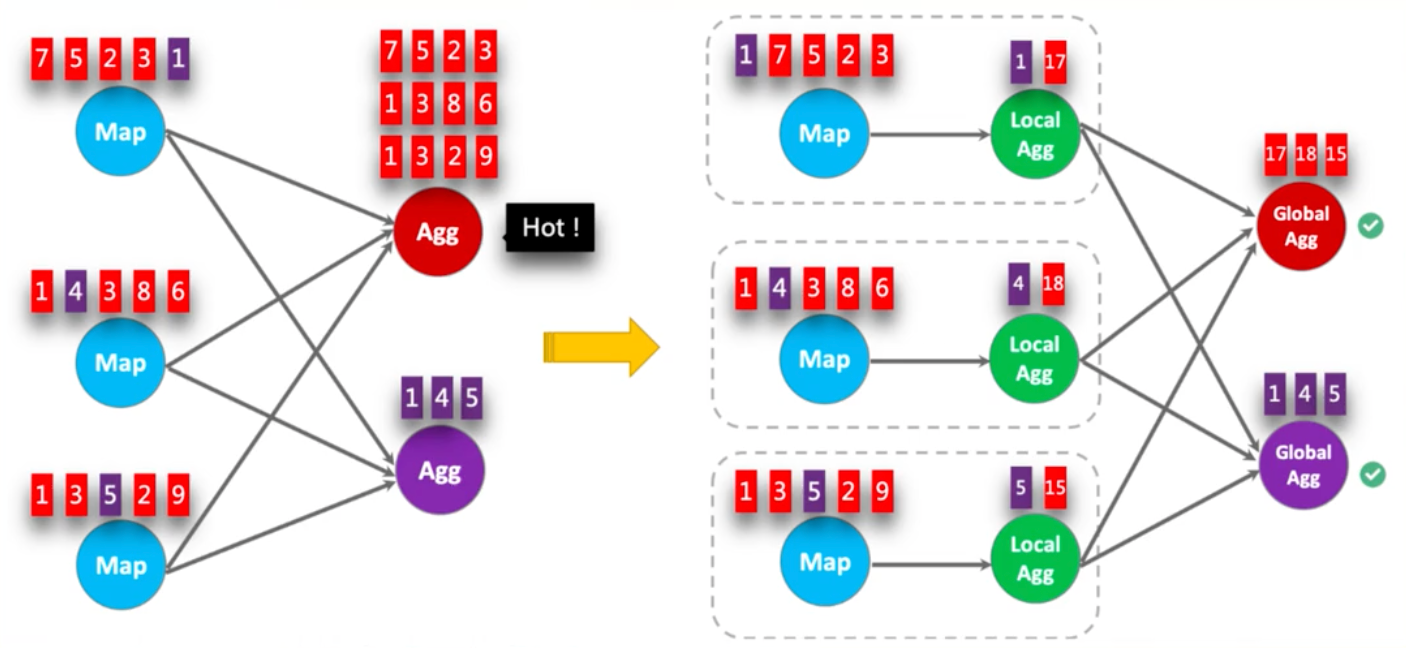 7 5 2 3 1
Map
1 4 3 8 6
Map
1 3 5 2 9
Map
7 5 2 3
1 3 8 6
1 3 2 9
Agg
Hot !
1 4 5
Agg
1 7 5 2 3
Map
1 17
Local
Agg
1 4 3 8 6
Map
4 18
Local
Agg
1 3 5 2 9
Map
5 15
Local
Agg
17 18 15
Global
Agg
1 4 5
Global
Agg